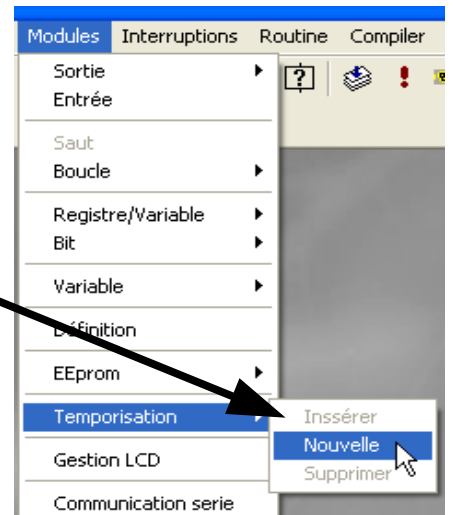 Modules Interruptions Routine Compiler
Sortie
Entrée
Saut
Boucle
Registre/Variable
Bit
Variable
Définition
EEprom
Temporisation
Inssérer
Nouvelle
Supprimer
Gestion LCD
Communication serie